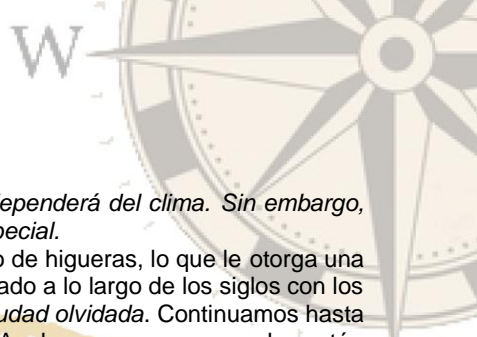 W
dependerá del clima. Sin embargo,
pecial.
o de higueras, lo que le otorga una
ado a lo largo de los siglos con los
udad olvidada. Continuamos hasta